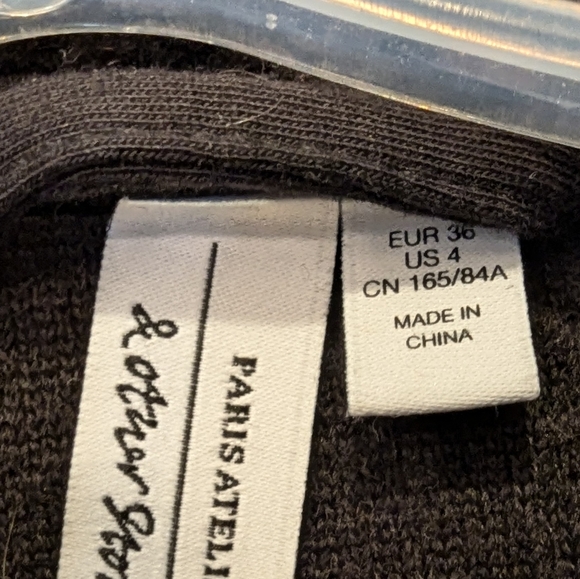 & other
PARIS
EUR 36
US 4
CN 165/84A
MADE IN
CHINA